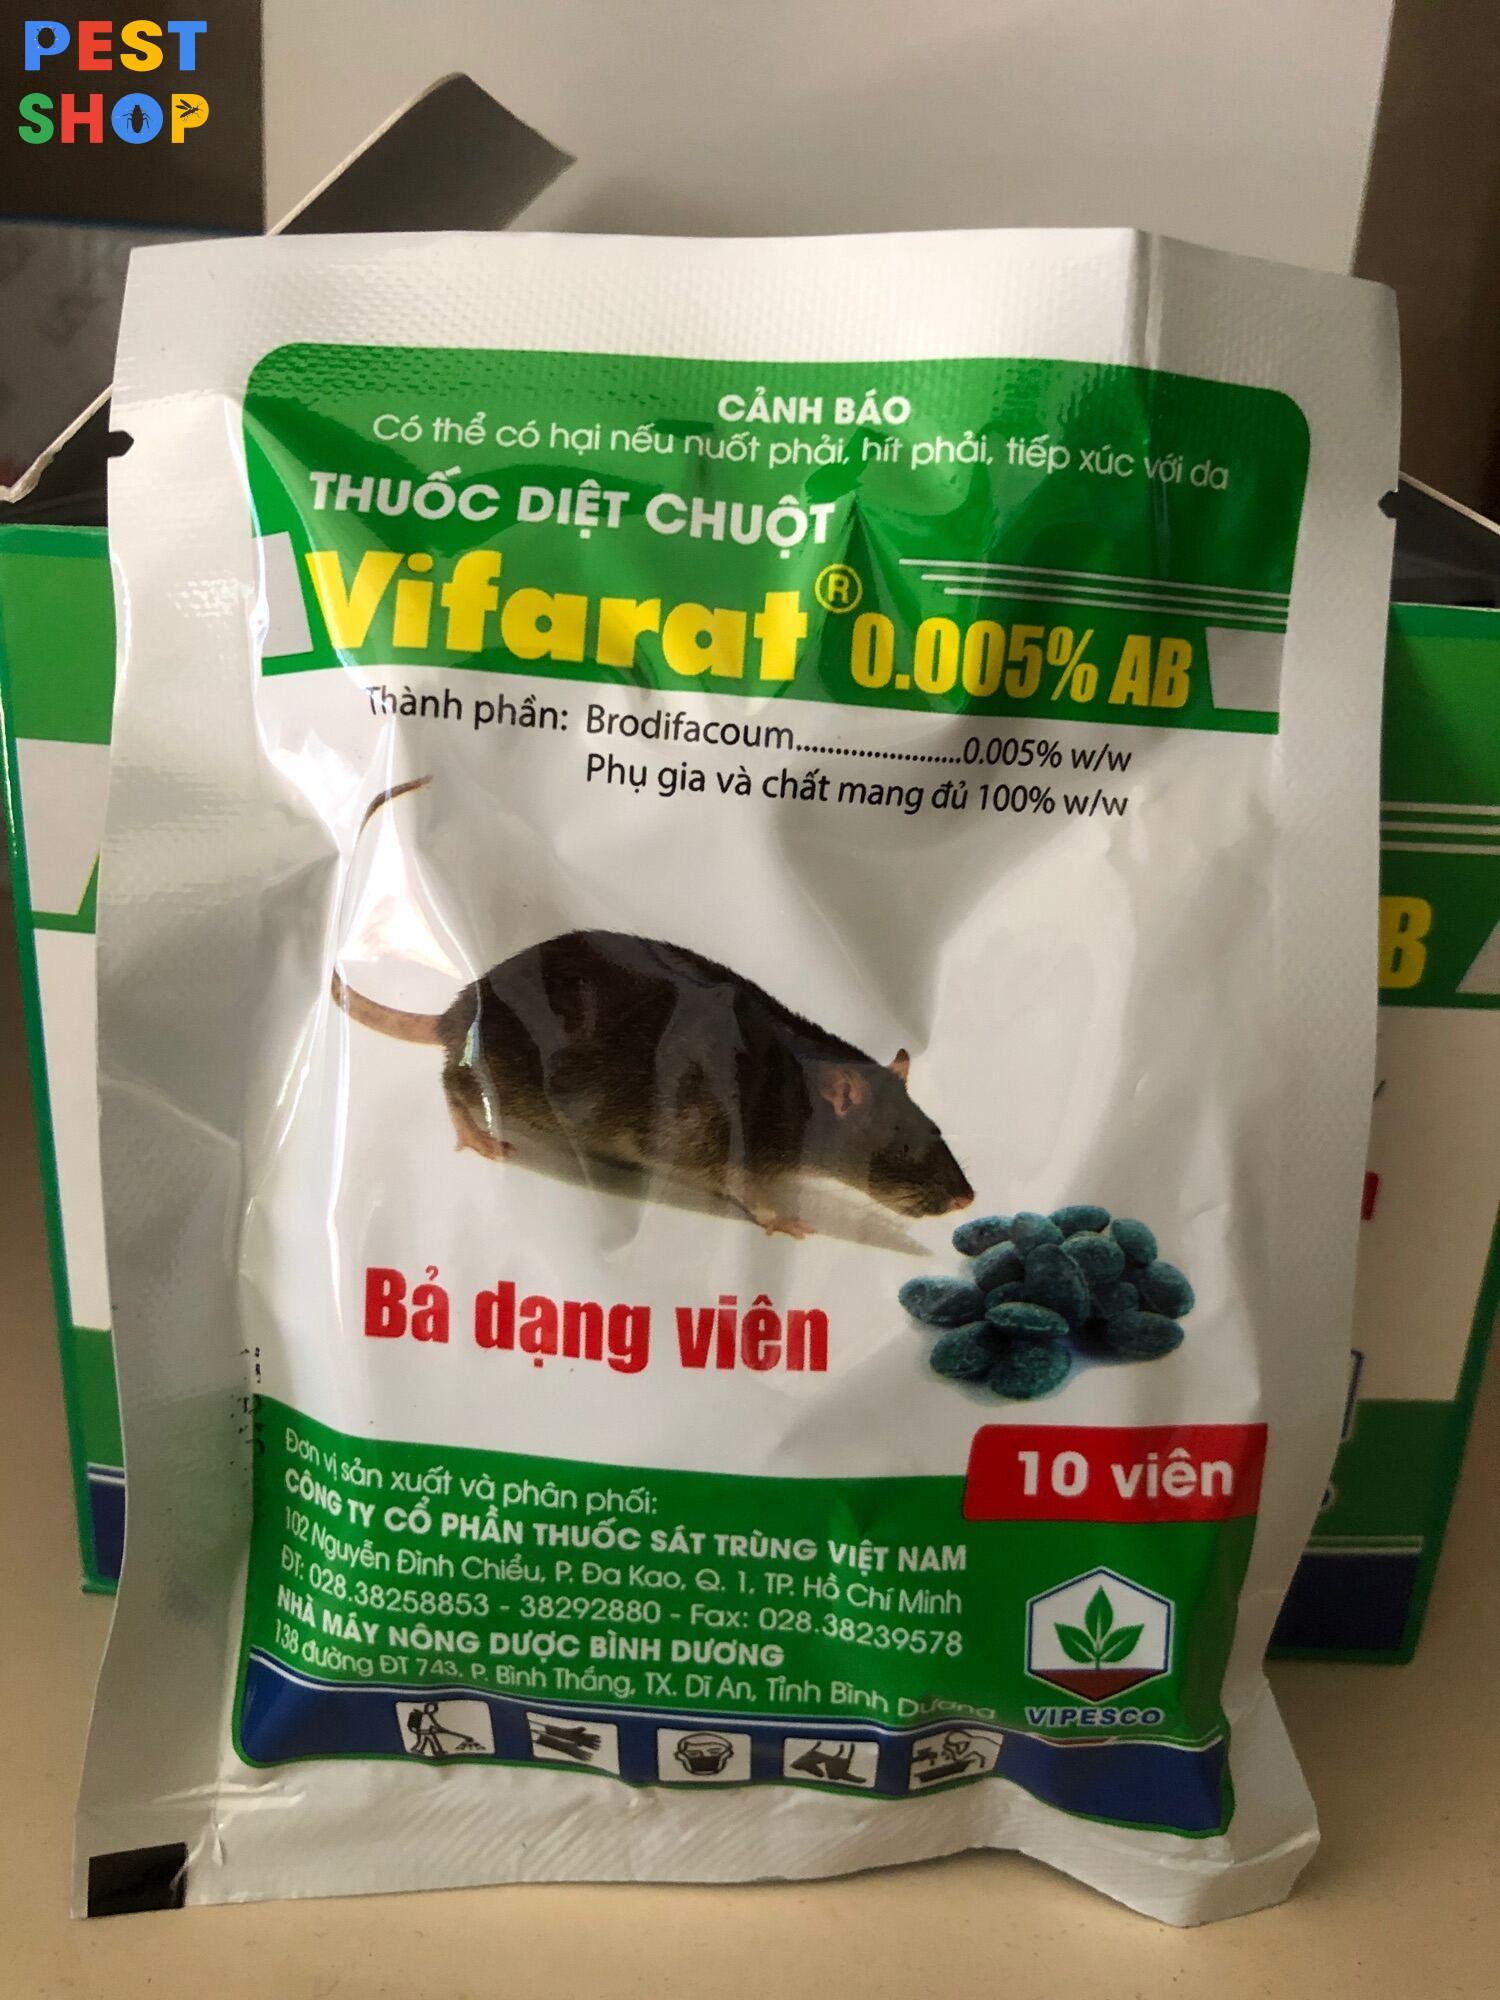 PEST
SHOP
CẢNH BÁO
Có thể có hại nếu nuốt phải, hít phải, tiếp xúc với da
THUỐC DIỆT CHUỘT
Vifarat® 0.005% AB
Thành phần: Brodifacoum.......................0.005% w/w
Phụ gia và chất mang đủ 100% w/w
B
Bả dạng viên
10 viên
Đơn vị sản xuất và phân phối:
CÔNG TY CỔ PHẦN THUỐC SÁT TRÙNG VIỆT NAM
102 Nguyễn Đình Chiểu, P. Đa Kao, Q. 1, TP. Hồ Chí Minh
ĐT: 028.38258853 - 38292880 - Fax: 028.38239578
NHÀ MÁY NÔNG DƯỢC BÌNH DƯƠNG
138 đường ĐT 743, P. Bình Thắng, TX. Dĩ An, Tỉnh Bình Dương
VIPESCO